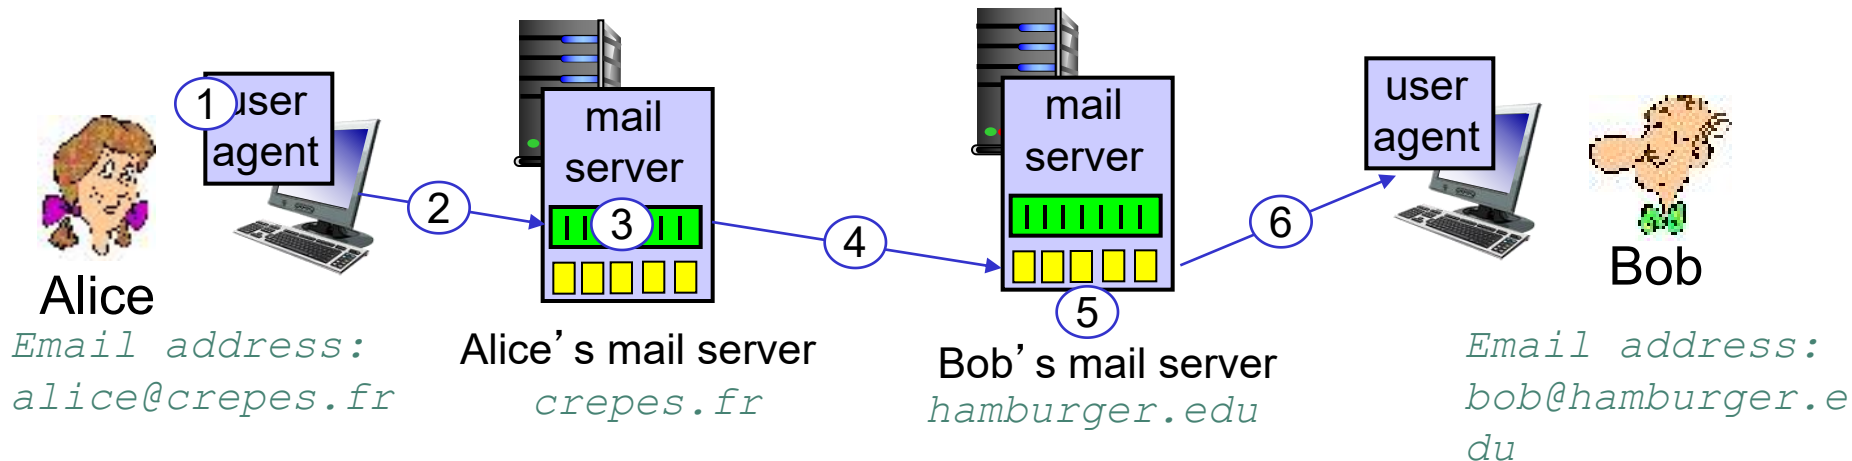 1
user
agent
2
mail
server
3
4
mail
server
5
6
user
agent
Alice
Email address:
alice@crepes.fr
Alice’s mail server
crepes.fr
Bob’s mail server
hamburger.edu
Bob
Email address:
bob@hamburger.e
du